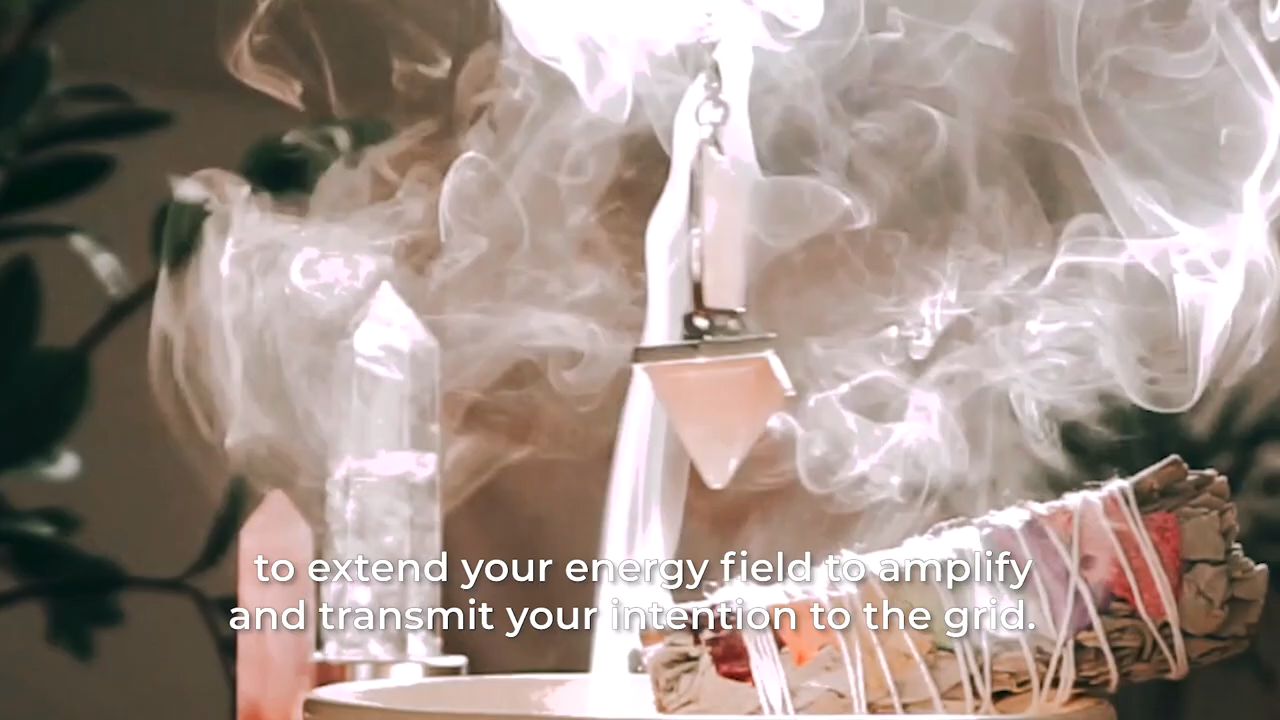 to extend your energy field to amplify
and transmit your intention to the grid.